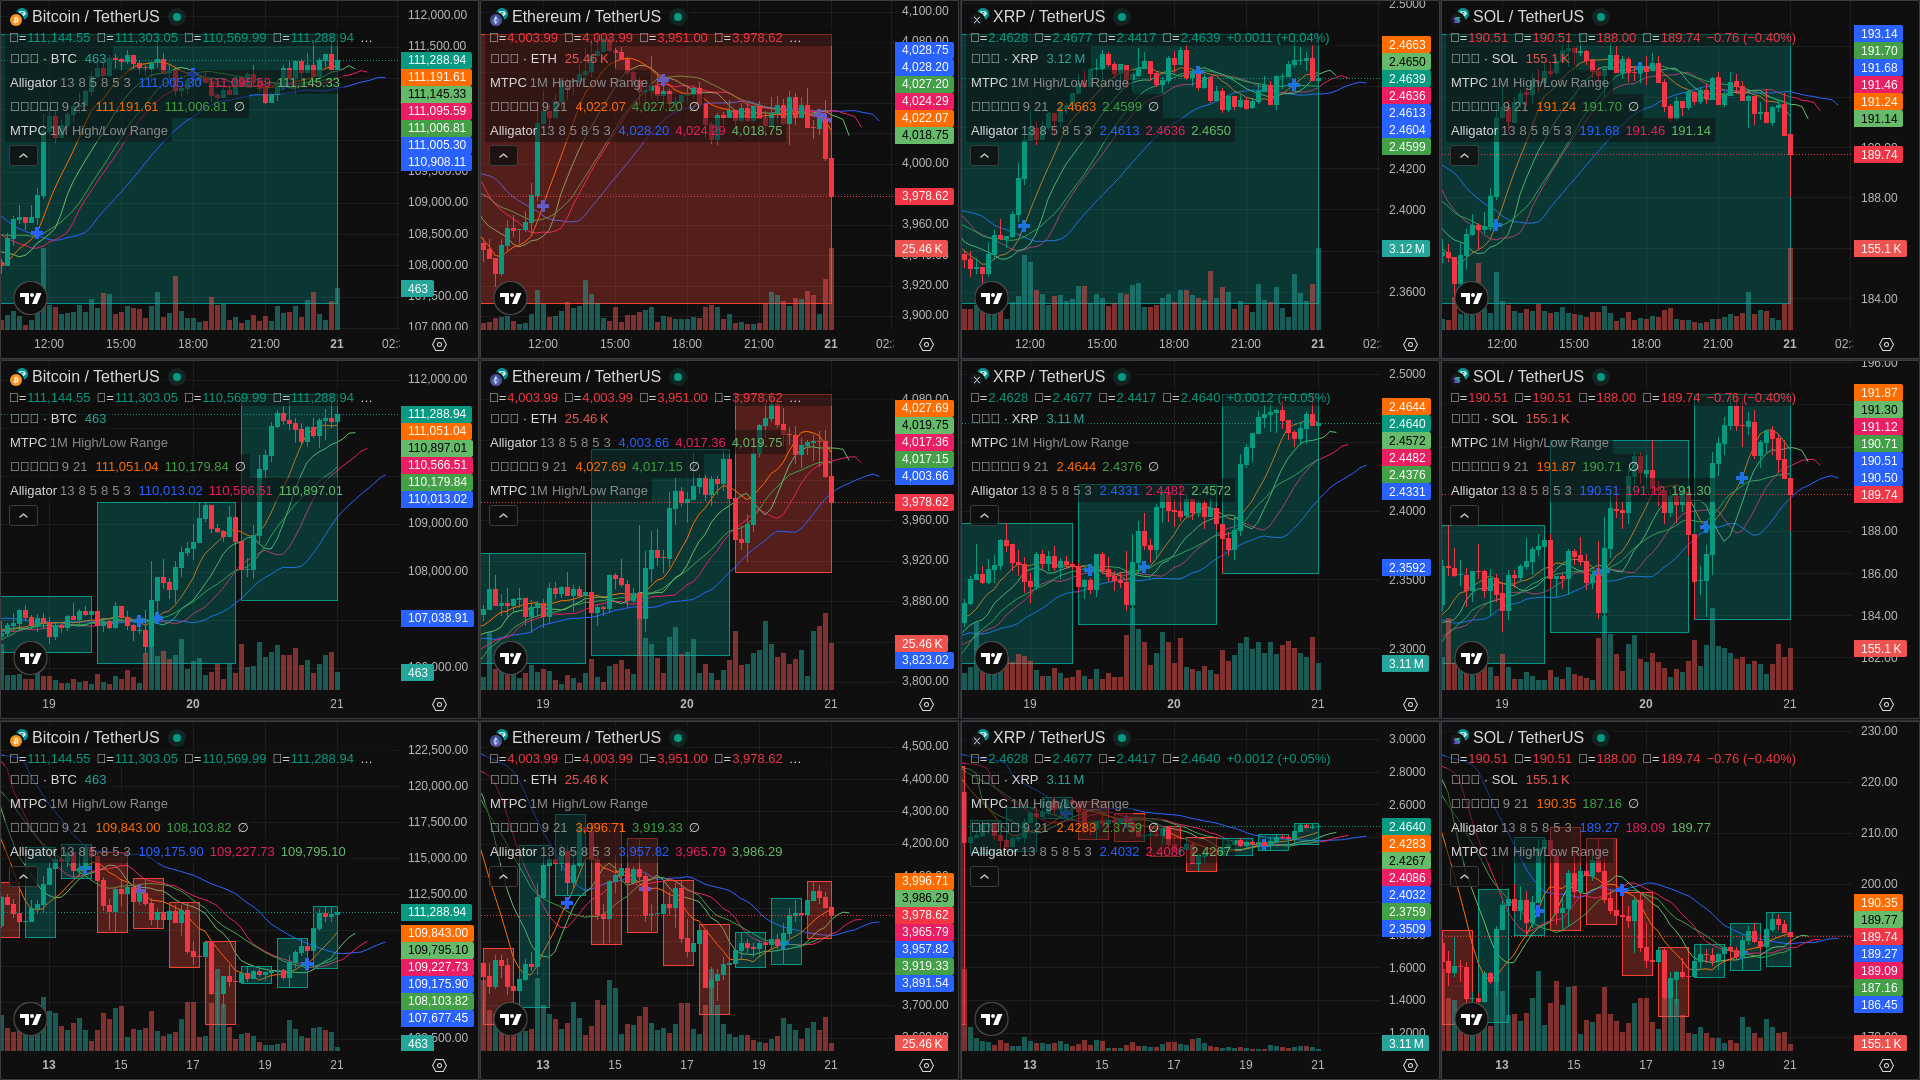 Bitcoin / TetherUS
=111,144.55 =111,303.05 =110,569.99 =111,288.94 …
· BTC 463
Alligator 13 8 5 8 5 3 111,005.30 111,095.59 111,145.33
9 21 111,191.61 111,006.81 ∅
MTPC 1M High/Low Range
112,000.00
111,500.00
111,288.94
111,191.61
111,145.33
111,095.59
111,006.81
111,005.30
110,908.11
109,000.00
108,500.00
108,000.00
463
107,000.00
12:00 15:00 18:00 21:00 21
Ethereum / TetherUS
=4,003.99 =4,003.99 =3,951.00 =3,978.62 …
· ETH 25.46 K
MTPC 1M High/Low Range
9 21 4,022.07 4,027.20 ∅
Alligator 13 8 5 8 5 3 4,028.20 4,024.29 4,018.75
4,100.00
4,028.75
4,028.20
4,027.20
4,024.29
4,022.07
4,018.75
4,000.00
3,978.62
3,960.00
25.46 K
3,920.00
3,900.00
12:00 15:00 18:00 21:00 21
XRP / TetherUS
=2.4628 =2.4677 =2.4417 =2.4639 +0.0011 (+0.04%)
· XRP 3.12 M
MTPC 1M High/Low Range
9 21 2.4663 2.4599 ∅
Alligator 13 8 5 8 5 3 2.4613 2.4636 2.4650
2.5000
2.4663
2.4650
2.4639
2.4636
2.4613
2.4604
2.4599
2.4200
2.4000
3.12 M
2.3600
12:00 15:00 18:00 21:00 21
SOL / TetherUS
=190.51 =190.51 =188.00 =189.74 −0.76 (−0.40%)
· SOL 155.1 K
MTPC 1M High/Low Range
9 21 191.24 191.70 ∅
Alligator 13 8 5 8 5 3 191.68 191.46 191.14
193.14
191.70
191.68
191.46
191.24
191.14
189.74
188.00
155.1 K
184.00
12:00 15:00 18:00 21:00 21
Bitcoin / TetherUS
=111,144.55 =111,303.05 =110,569.99 =111,288.94 …
· BTC 463
MTPC 1M High/Low Range
9 21 111,051.04 110,179.84 ∅
Alligator 13 8 5 8 5 3 110,013.02 110,566.51 110,897.01
112,000.00
111,288.94
111,051.04
110,897.01
110,566.51
110,179.84
110,013.02
109,000.00
108,000.00
107,038.91
463
19 20 21
Ethereum / TetherUS
=4,003.99 =4,003.99 =3,951.00 =3,978.62 …
· ETH 25.46 K
Alligator 13 8 5 8 5 3 4,003.66 4,017.36 4,019.75
9 21 4,027.69 4,017.15 ∅
MTPC 1M High/Low Range
4,027.69
4,019.75
4,017.36
4,017.15
4,003.66
3,978.62
3,960.00
3,920.00
3,880.00
25.46 K
3,823.02
3,800.00
19 20 21
XRP / TetherUS
=2.4628 =2.4677 =2.4417 =2.4640 +0.0012 (+0.05%)
· XRP 3.11 M
MTPC 1M High/Low Range
9 21 2.4644 2.4376 ∅
Alligator 13 8 5 8 5 3 2.4331 2.4482 2.4572
2.5000
2.4644
2.4640
2.4572
2.4482
2.4376
2.4331
2.4000
2.3592
2.3500
2.3000
3.11 M
19 20 21
SOL / TetherUS
=190.51 =190.51 =188.00 =189.74 −0.76 (−0.40%)
· SOL 155.1 K
MTPC 1M High/Low Range
9 21 191.87 190.71 ∅
Alligator 13 8 5 8 5 3 190.51 191.12 191.30
196.00
191.87
191.30
191.12
190.71
190.51
190.50
189.74
188.00
186.00
184.00
155.1 K
182.00
19 20 21
Bitcoin / TetherUS
=111,144.55 =111,303.05 =110,569.99 =111,288.94 …
· BTC 463
MTPC 1M High/Low Range
9 21 109,843.00 108,103.82 ∅
Alligator 13 8 5 8 5 3 109,175.90 109,227.73 109,795.10
122,500.00
120,000.00
117,500.00
115,000.00
112,500.00
111,288.94
109,843.00
109,795.10
109,227.73
109,175.90
108,103.82
107,677.45
463
13 15 17 19 21
Ethereum / TetherUS
=4,003.99 =4,003.99 =3,951.00 =3,978.62 …
· ETH 25.46 K
MTPC 1M High/Low Range
9 21 3,996.71 3,919.33 ∅
Alligator 13 8 5 8 5 3 3,957.82 3,965.79 3,986.29
4,500.00
4,400.00
4,300.00
4,200.00
3,996.71
3,986.29
3,978.62
3,965.79
3,957.82
3,919.33
3,891.54
3,700.00
25.46 K
13 15 17 19 21
XRP / TetherUS
=2.4628 =2.4677 =2.4417 =2.4640 +0.0012 (+0.05%)
· XRP 3.11 M
MTPC 1M High/Low Range
9 21 2.4283 2.3759 ∅
Alligator 13 8 5 8 5 3 2.4032 2.4086 2.4267
3.0000
2.8000
2.6000
2.4640
2.4283
2.4267
2.4086
2.4032
2.3759
2.3509
1.6000
1.4000
1.2000
3.11 M
13 15 17 19 21
SOL / TetherUS
=190.51 =190.51 =188.00 =189.74 −0.76 (−0.40%)
· SOL 155.1 K
9 21 190.35 187.16 ∅
Alligator 13 8 5 8 5 3 189.27 189.09 189.77
MTPC 1M High/Low Range
230.00
220.00
210.00
200.00
190.35
189.77
189.74
189.27
189.09
187.16
186.45
155.1 K
13 15 17 19 21